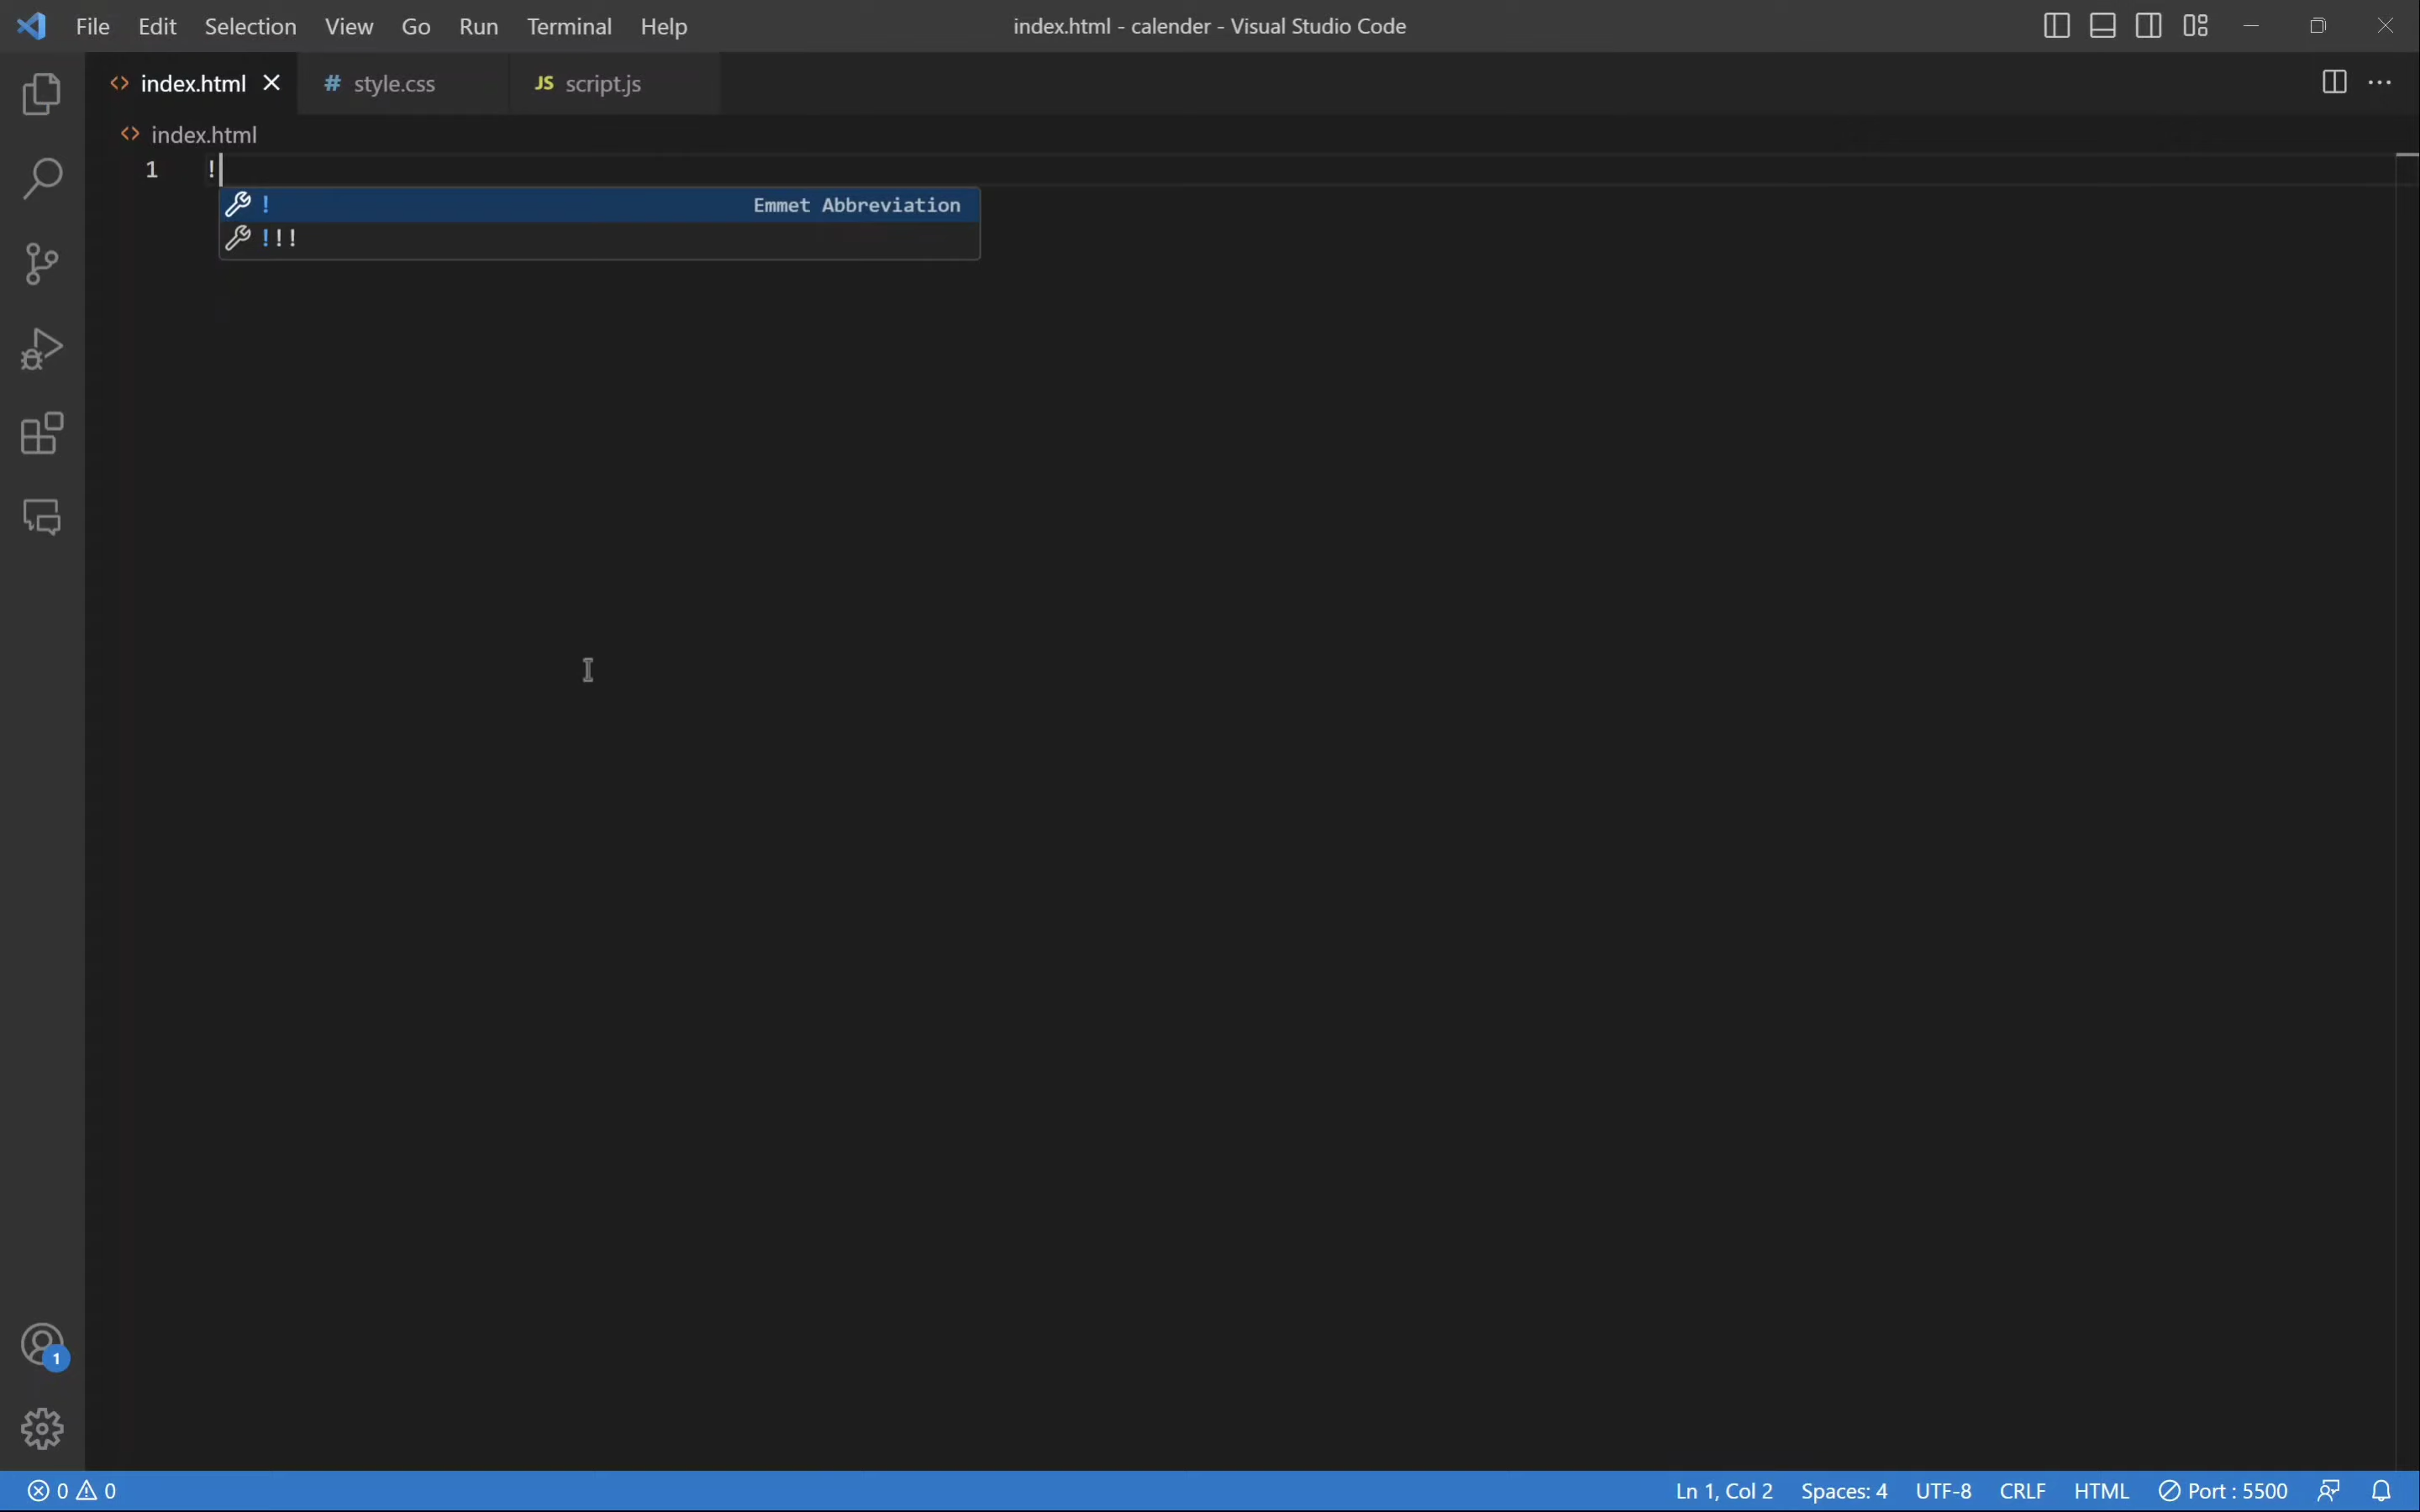 File Edit Selection View Go Run Terminal Help index.html - calender - Visual Studio Code
index.html # style.css JS script.js
index.html
1 !
! Emmet Abbreviation
!!!
1
0 0 Ln 1, Col 2 Spaces: 4 UTF-8 CRLF HTML Port : 5500